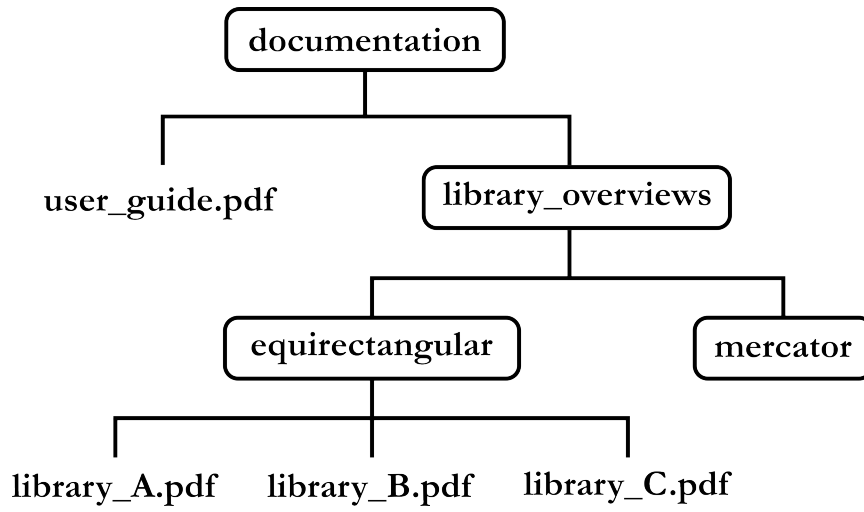 documentation
user_guide.pdf
library_overviews
equirectangular
mercator
library_A.pdf
library_B.pdf
library_C.pdf